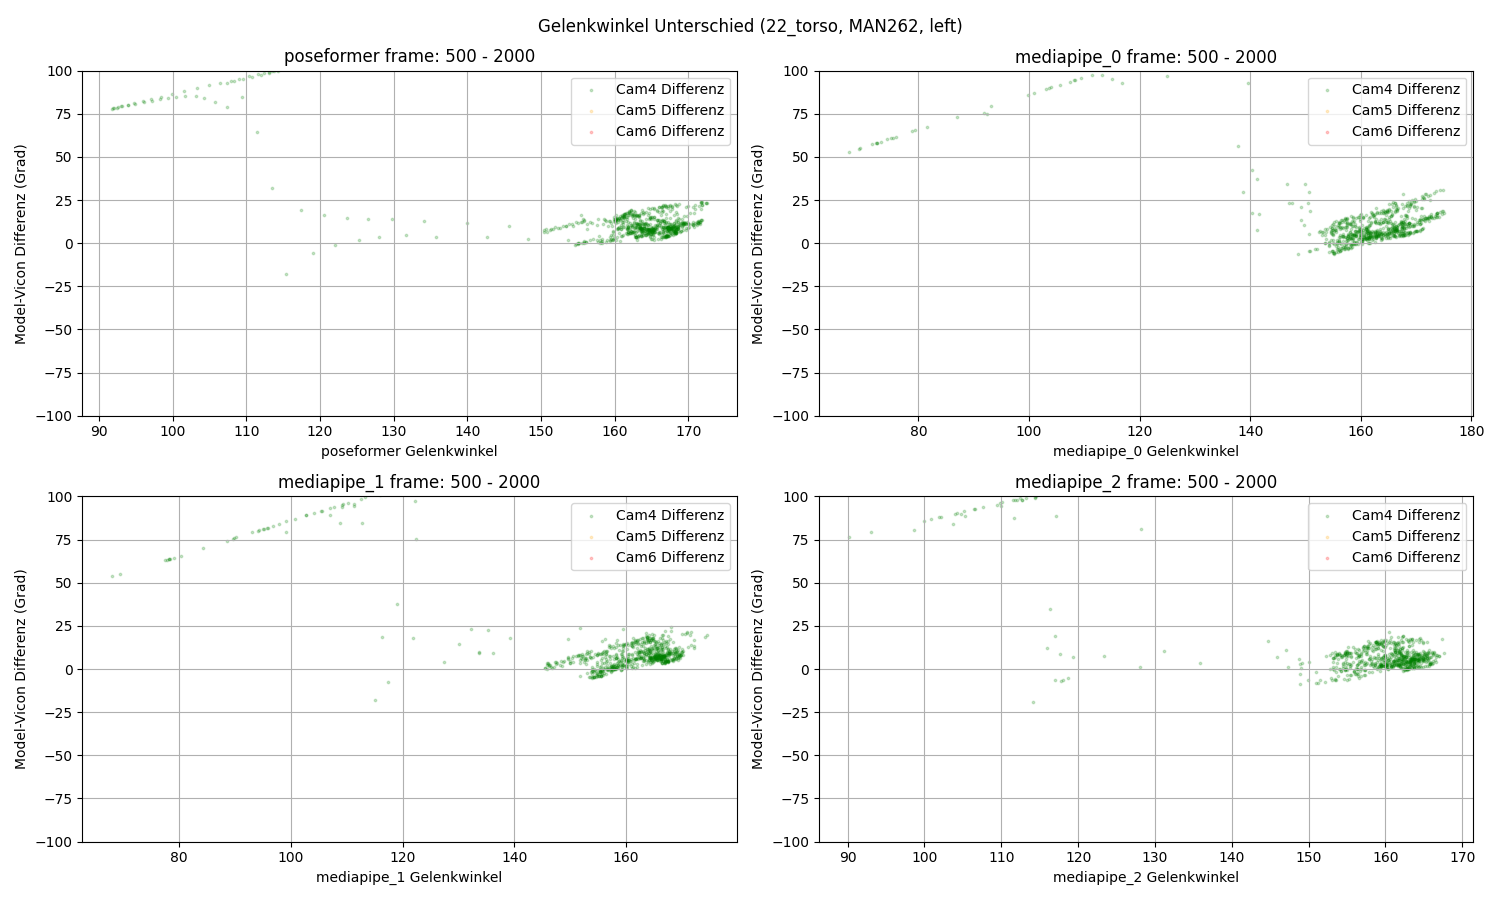 Gelenkwinkel Unterschied (22_torso, MAN262, left)
poseformer frame: 500 - 2000
100
75
50
25
0
−25
−50
−75
−100
Model-Vicon Differenz (Grad)
Cam4 Differenz
Cam5 Differenz
Cam6 Differenz
90 100 110 120 130 140 150 160 170
poseformer Gelenkwinkel
mediapipe_0 frame: 500 - 2000
100
75
50
25
0
−25
−50
−75
−100
Model-Vicon Differenz (Grad)
Cam4 Differenz
Cam5 Differenz
Cam6 Differenz
80 100 120 140 160 180
mediapipe_0 Gelenkwinkel
mediapipe_1 frame: 500 - 2000
100
75
50
25
0
−25
−50
−75
−100
Model-Vicon Differenz (Grad)
Cam4 Differenz
Cam5 Differenz
Cam6 Differenz
80 100 120 140 160
mediapipe_1 Gelenkwinkel
mediapipe_2 frame: 500 - 2000
100
75
50
25
0
−25
−50
−75
−100
Model-Vicon Differenz (Grad)
Cam4 Differenz
Cam5 Differenz
Cam6 Differenz
90 100 110 120 130 140 150 160 170
mediapipe_2 Gelenkwinkel